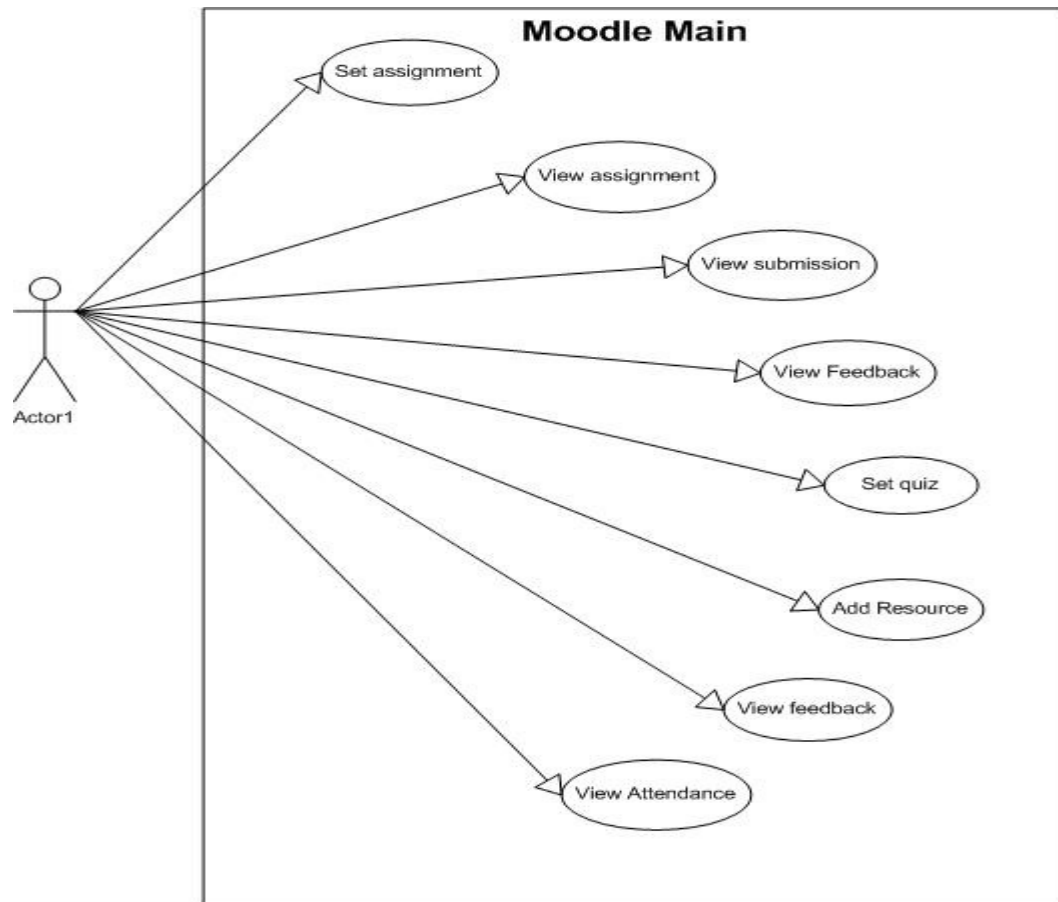 Moodle Main
Set assignment
View assignment
View submission
View Feedback
Actor1
Set quiz
Add Resource
View feedback
View Attendance